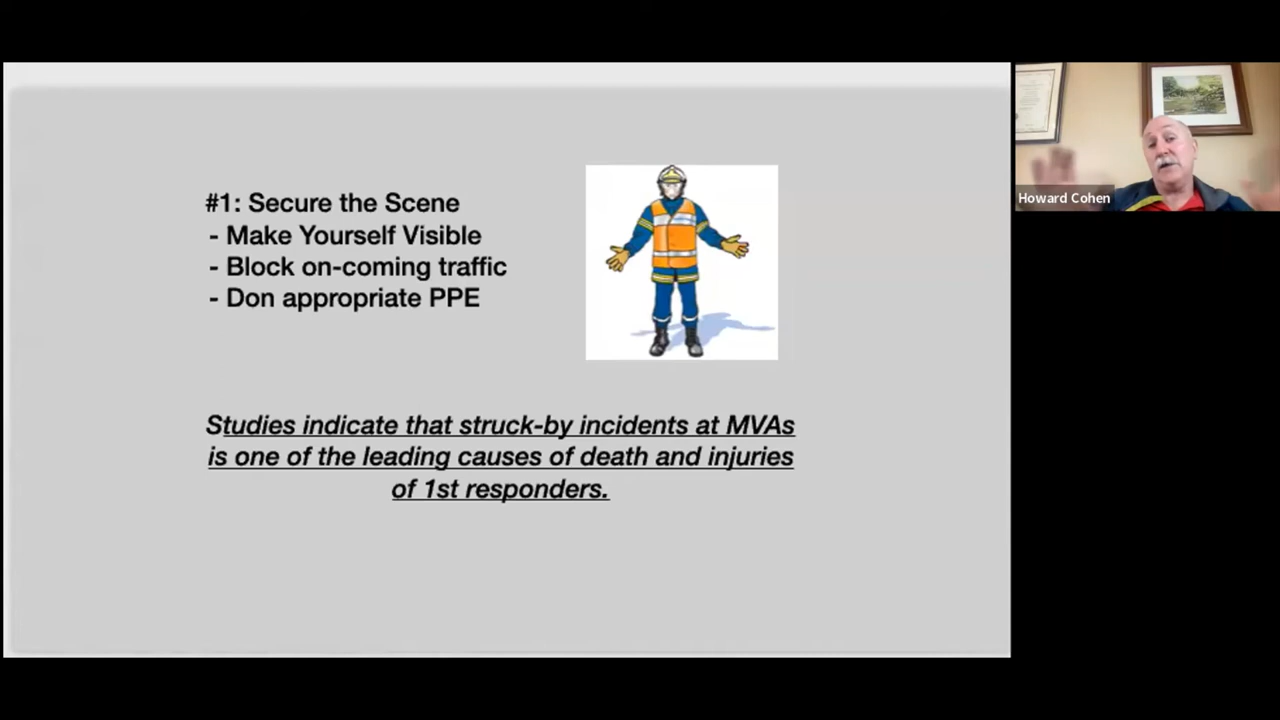 #1: Secure the Scene
- Make Yourself Visible
- Block on-coming traffic
- Don appropriate PPE
Studies indicate that struck-by incidents at MVAs
is one of the leading causes of death and injuries
of 1st responders.
Howard Cohen